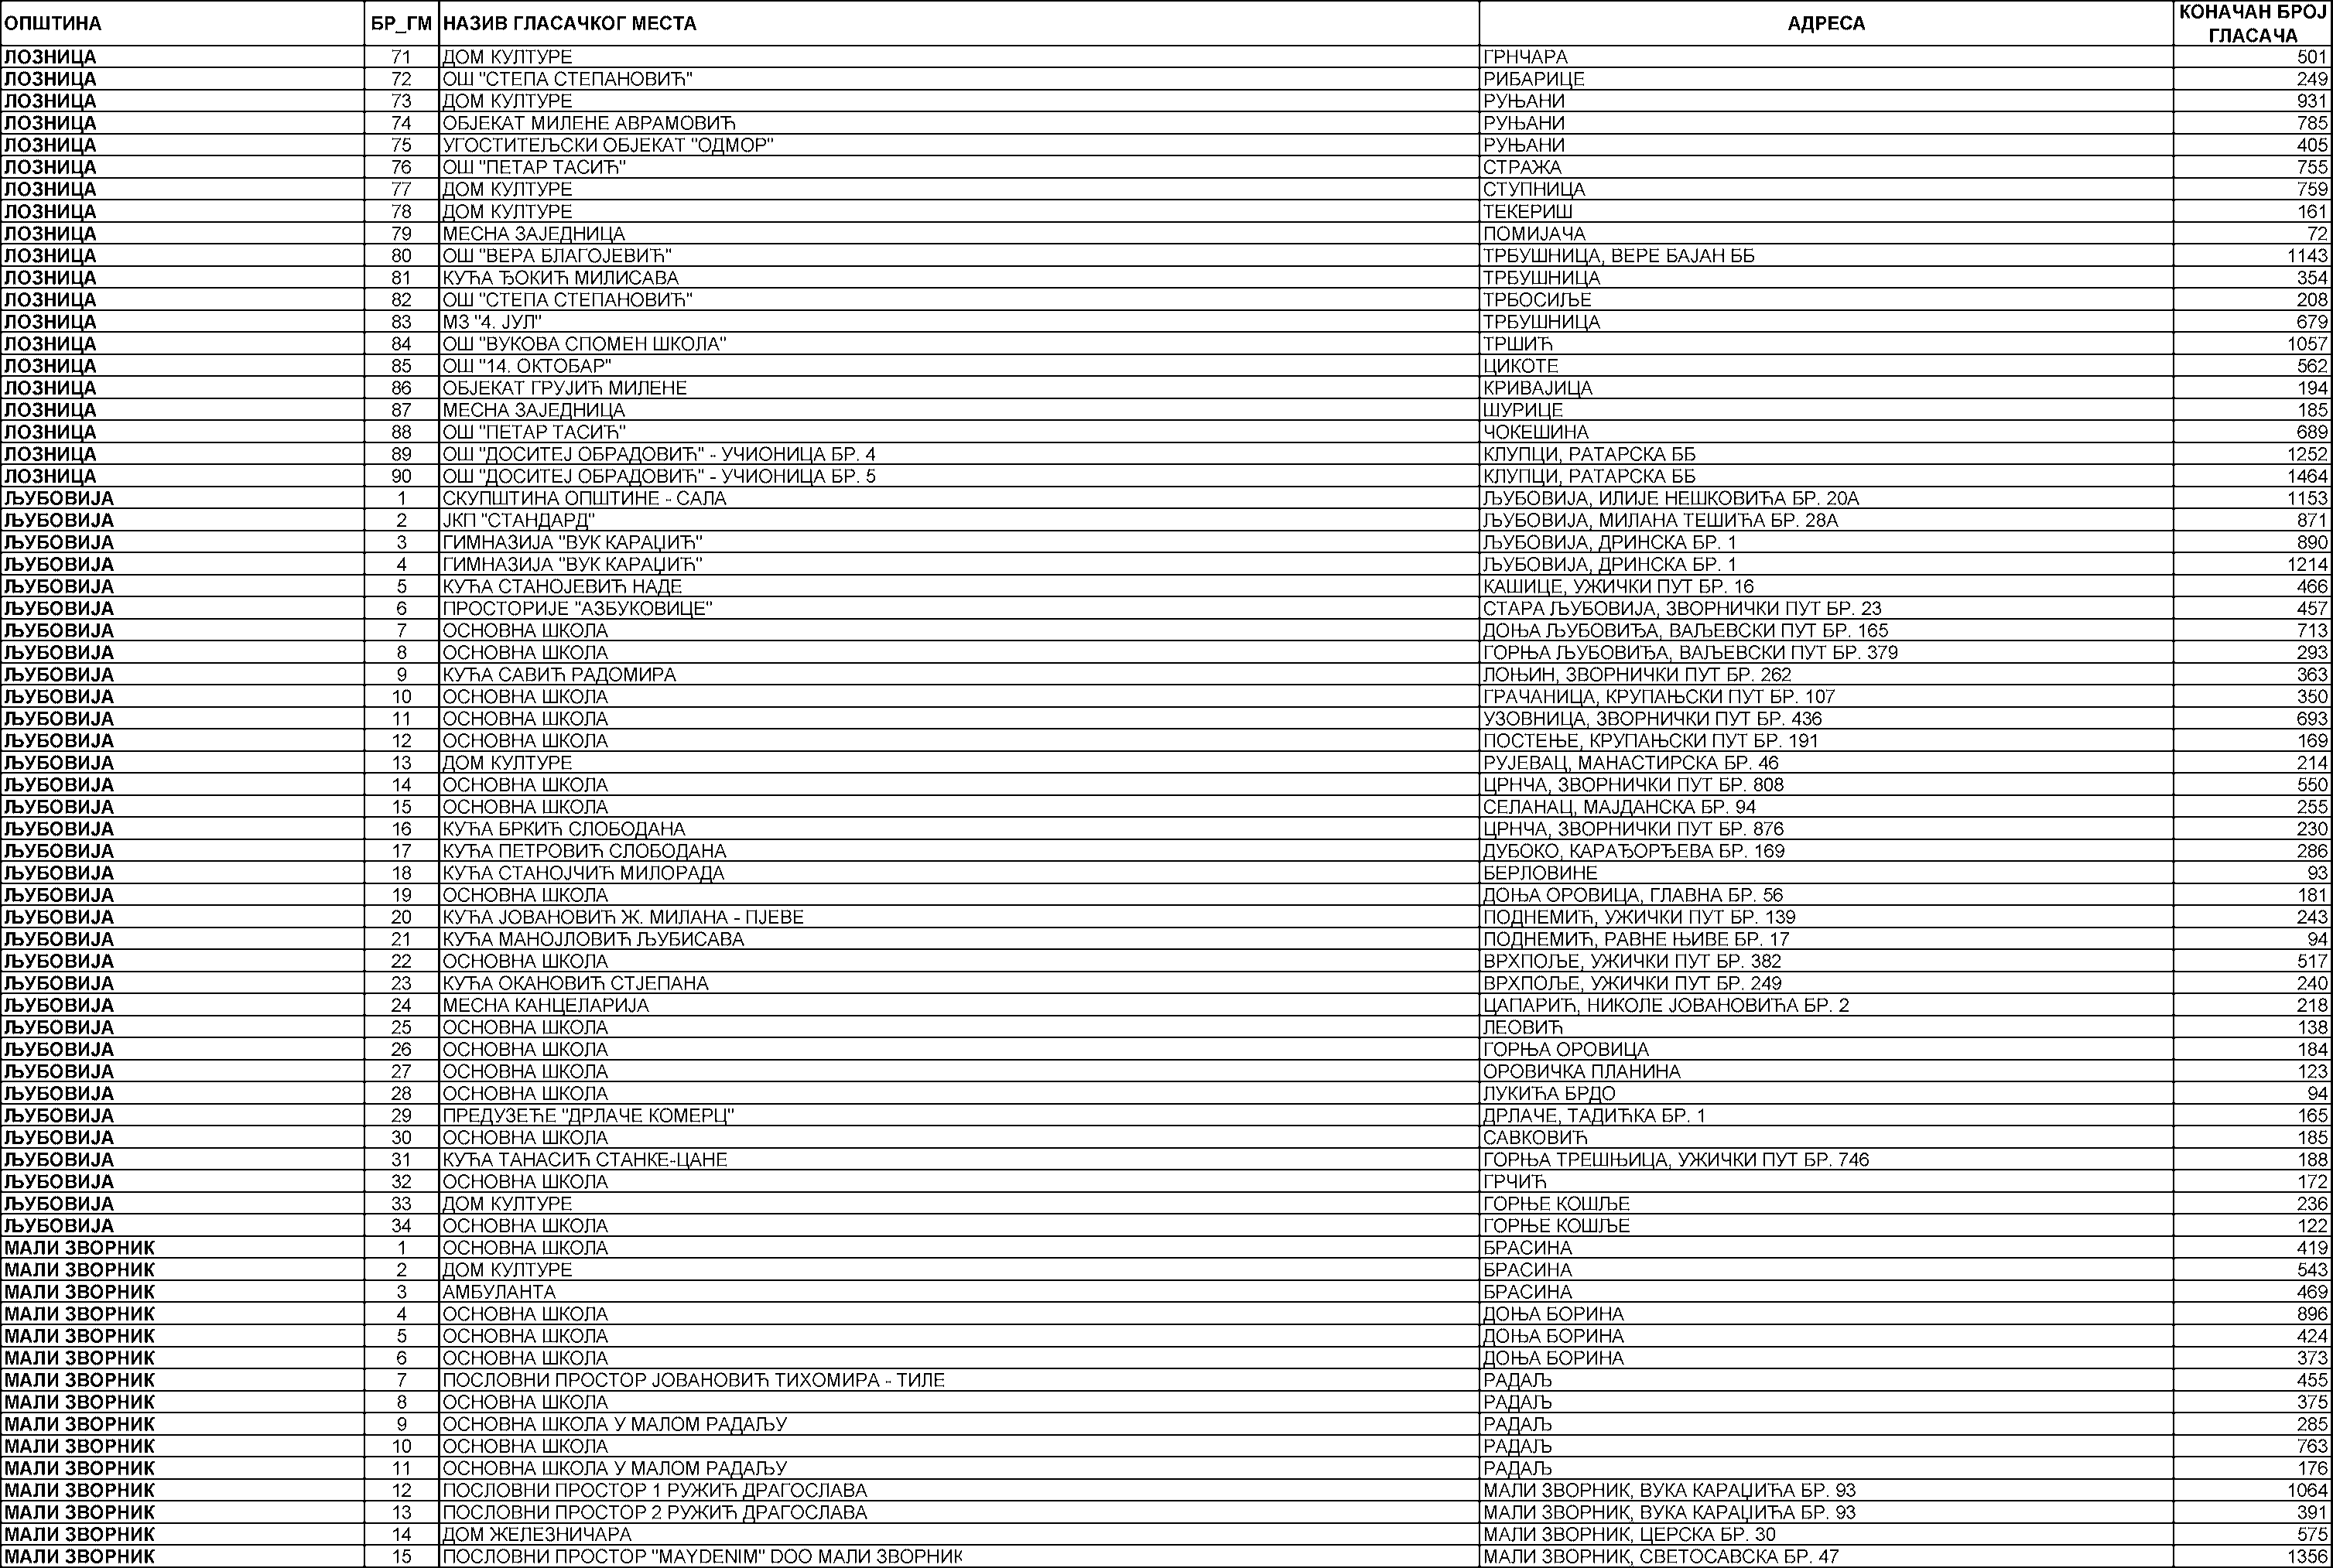 ОПШТИНА БР_ГМ НАЗИВ ГЛАСАЧКОГ МЕСТА АДРЕСА КОНАЧАН БРОЈ ГЛАСАЧА
ЛОЗНИЦА 71 ДОМ КУЛТУРЕ ГРНЧАРА 501
ЛОЗНИЦА 72 ОШ "СТЕПА СТЕПАНОВИЋ" РИБАРИЦЕ 249
ЛОЗНИЦА 73 ДОМ КУЛТУРЕ РУЊАНИ 931
ЛОЗНИЦА 74 ОБЈЕКАТ МИЛЕНЕ АВРАМОВИЋ РУЊАНИ 785
ЛОЗНИЦА 75 УГОСТИТЕЉСКИ ОБЈЕКАТ "ОДМОР" РУЊАНИ 405
ЛОЗНИЦА 76 ОШ "ПЕТАР ТАСИЋ" СТРАЖА 755
ЛОЗНИЦА 77 ДОМ КУЛТУРЕ СТУПНИЦА 759
ЛОЗНИЦА 78 ДОМ КУЛТУРЕ ТЕКЕРИШ 161
ЛОЗНИЦА 79 МЕСНА ЗАЈЕДНИЦА ПОМИЈАЧА 72
ЛОЗНИЦА 80 ОШ "ВЕРА БЛАГОЈЕВИЋ" ТРБУШНИЦА, ВЕРЕ БАЈАН ББ 1143
ЛОЗНИЦА 81 КУЋА ЂОКИЋ МИЛИСАВА ТРБУШНИЦА 354
ЛОЗНИЦА 82 ОШ "СТЕПА СТЕПАНОВИЋ" ТРБОСИЉЕ 208
ЛОЗНИЦА 83 МЗ "4. ЈУЛ" ТРБУШНИЦА 679
ЛОЗНИЦА 84 ОШ "ВУКОВА СПОМЕН ШКОЛА" ТРШИЋ 1057
ЛОЗНИЦА 85 ОШ "14. ОКТОБАР" ЦИКОТЕ 562
ЛОЗНИЦА 86 ОБЈЕКАТ ГРУЈИЋ МИЛЕНЕ КРИВАЈИЦА 194
ЛОЗНИЦА 87 МЕСНА ЗАЈЕДНИЦА ШУРИЦЕ 185
ЛОЗНИЦА 88 ОШ "ПЕТАР ТАСИЋ" ЧОКЕШИНА 689
ЛОЗНИЦА 89 ОШ "ДОСИТЕЈ ОБРАДОВИЋ" - УЧИОНИЦА БР. 4 КЛУПЦИ, РАТАРСКА ББ 1252
ЛОЗНИЦА 90 ОШ "ДОСИТЕЈ ОБРАДОВИЋ" - УЧИОНИЦА БР. 5 КЛУПЦИ, РАТАРСКА ББ 1464
ЉУБОВИЈА 1 СКУПШТИНА ОПШТИНЕ - САЛА ЉУБОВИЈА, ИЛИЈЕ НЕШКОВИЋА БР. 20А 1153
ЉУБОВИЈА 2 ЈКП "СТАНДАРД" ЉУБОВИЈА, МИЛАНА ТЕШИЋА БР. 28А 871
ЉУБОВИЈА 3 ГИМНАЗИЈА "ВУК КАРАЏИЋ" ЉУБОВИЈА, ДРИНСКА БР. 1 890
ЉУБОВИЈА 4 ГИМНАЗИЈА "ВУК КАРАЏИЋ" ЉУБОВИЈА, ДРИНСКА БР. 1 1214
ЉУБОВИЈА 5 КУЋА СТАНОЈЕВИЋ НАДЕ КАШИЦЕ, УЖИЧКИ ПУТ БР. 16 466
ЉУБОВИЈА 6 ПРОСТОРИЈЕ "АЗБУКОВИЦЕ" СТАРА ЉУБОВИЈА, ЗВОРНИЧКИ ПУТ БР. 23 457
ЉУБОВИЈА 7 ОСНОВНА ШКОЛА ДОЊА ЉУБОВИЂА, ВАЉЕВСКИ ПУТ БР. 165 713
ЉУБОВИЈА 8 ОСНОВНА ШКОЛА ГОРЊА ЉУБОВИЂА, ВАЉЕВСКИ ПУТ БР. 379 293
ЉУБОВИЈА 9 КУЋА САВИЋ РАДОМИРА ЛОЊИН, ЗВОРНИЧКИ ПУТ БР. 262 363
ЉУБОВИЈА 10 ОСНОВНА ШКОЛА ГРАЧАНИЦА, КРУПАЊСКИ ПУТ БР. 107 350
ЉУБОВИЈА 11 ОСНОВНА ШКОЛА УЗОВНИЦА, ЗВОРНИЧКИ ПУТ БР. 436 693
ЉУБОВИЈА 12 ОСНОВНА ШКОЛА ПОСТЕЊЕ, КРУПАЊСКИ ПУТ БР. 191 169
ЉУБОВИЈА 13 ДОМ КУЛТУРЕ РУЈЕВАЦ, МАНАСТИРСКА БР. 46 214
ЉУБОВИЈА 14 ОСНОВНА ШКОЛА ЦРНЧА, ЗВОРНИЧКИ ПУТ БР. 808 550
ЉУБОВИЈА 15 ОСНОВНА ШКОЛА СЕЛАНАЦ, МАЈДАНСКА БР. 94 255
ЉУБОВИЈА 16 КУЋА БРКИЋ СЛОБОДАНА ЦРНЧА, ЗВОРНИЧКИ ПУТ БР. 876 230
ЉУБОВИЈА 17 КУЋА ПЕТРОВИЋ СЛОБОДАНА ДУБОКО, КАРАЂОРЂЕВА БР. 169 286
ЉУБОВИЈА 18 КУЋА СТАНОЈЧИЋ МИЛОРАДА БЕРЛОВИНЕ 93
ЉУБОВИЈА 19 ОСНОВНА ШКОЛА ДОЊА ОРОВИЦА, ГЛАВНА БР. 56 181
ЉУБОВИЈА 20 КУЋА ЈОВАНОВИЋ Ж. МИЛАНА - ПЈЕВЕ ПОДНЕМИЋ, УЖИЧКИ ПУТ БР. 139 243
ЉУБОВИЈА 21 КУЋА МАНОЈЛОВИЋ ЉУБИСАВА ПОДНЕМИЋ, РАВНЕ ЊИВЕ БР. 17 94
ЉУБОВИЈА 22 ОСНОВНА ШКОЛА ВРХПОЉЕ, УЖИЧКИ ПУТ БР. 382 517
ЉУБОВИЈА 23 КУЋА ОКАНОВИЋ СТЈЕПАНА ВРХПОЉЕ, УЖИЧКИ ПУТ БР. 249 240
ЉУБОВИЈА 24 МЕСНА КАНЦЕЛАРИЈА ЦАПАРИЋ, НИКОЛЕ ЈОВАНОВИЋА БР. 2 218
ЉУБОВИЈА 25 ОСНОВНА ШКОЛА ЛЕОВИЋ 138
ЉУБОВИЈА 26 ОСНОВНА ШКОЛА ГОРЊА ОРОВИЦА 184
ЉУБОВИЈА 27 ОСНОВНА ШКОЛА ОРОВИЧКА ПЛАНИНА 123
ЉУБОВИЈА 28 ОСНОВНА ШКОЛА ЛУКИЋА БРДО 94
ЉУБОВИЈА 29 ПРЕДУЗЕЋЕ "ДРЛАЧЕ КОМЕРЦ" ДРЛАЧЕ, ТАДИЋКА БР. 1 165
ЉУБОВИЈА 30 ОСНОВНА ШКОЛА САВКОВИЋ 185
ЉУБОВИЈА 31 КУЋА ТАНАСИЋ СТАНКЕ-ЦАНЕ ГОРЊА ТРЕШЊИЦА, УЖИЧКИ ПУТ БР. 746 188
ЉУБОВИЈА 32 ОСНОВНА ШКОЛА ГРЧИЋ 172
ЉУБОВИЈА 33 ДОМ КУЛТУРЕ ГОРЊЕ КОШЉЕ 236
ЉУБОВИЈА 34 ОСНОВНА ШКОЛА ГОРЊЕ КОШЉЕ 122
МАЛИ ЗВОРНИК 1 ОСНОВНА ШКОЛА БРАСИНА 419
МАЛИ ЗВОРНИК 2 ДОМ КУЛТУРЕ БРАСИНА 543
МАЛИ ЗВОРНИК 3 АМБУЛАНТА БРАСИНА 469
МАЛИ ЗВОРНИК 4 ОСНОВНА ШКОЛА ДОЊА БОРИНА 896
МАЛИ ЗВОРНИК 5 ОСНОВНА ШКОЛА ДОЊА БОРИНА 424
МАЛИ ЗВОРНИК 6 ОСНОВНА ШКОЛА ДОЊА БОРИНА 373
МАЛИ ЗВОРНИК 7 ПОСЛОВНИ ПРОСТОР ЈОВАНОВИЋ ТИХОМИРА - ТИЛЕ РАДАЉ 455
МАЛИ ЗВОРНИК 8 ОСНОВНА ШКОЛА РАДАЉ 375
МАЛИ ЗВОРНИК 9 ОСНОВНА ШКОЛА У МАЛОМ РАДАЉУ РАДАЉ 285
МАЛИ ЗВОРНИК 10 ОСНОВНА ШКОЛА РАДАЉ 763
МАЛИ ЗВОРНИК 11 ОСНОВНА ШКОЛА У МАЛОМ РАДАЉУ РАДАЉ 176
МАЛИ ЗВОРНИК 12 ПОСЛОВНИ ПРОСТОР 1 РУЖИЋ ДРАГОСЛАВА МАЛИ ЗВОРНИК, ВУКА КАРАЏИЋА БР. 93 1064
МАЛИ ЗВОРНИК 13 ПОСЛОВНИ ПРОСТОР 2 РУЖИЋ ДРАГОСЛАВА МАЛИ ЗВОРНИК, ВУКА КАРАЏИЋА БР. 93 391
МАЛИ ЗВОРНИК 14 ДОМ ЖЕЛЕЗНИЧАРА МАЛИ ЗВОРНИК, ЦЕРСКА БР. 30 575
МАЛИ ЗВОРНИК 15 ПОСЛОВНИ ПРОСТОР "MAYDENIM" DOO МАЛИ ЗВОРНИК МАЛИ ЗВОРНИК, СВЕТОСАВСКА БР. 47 1356